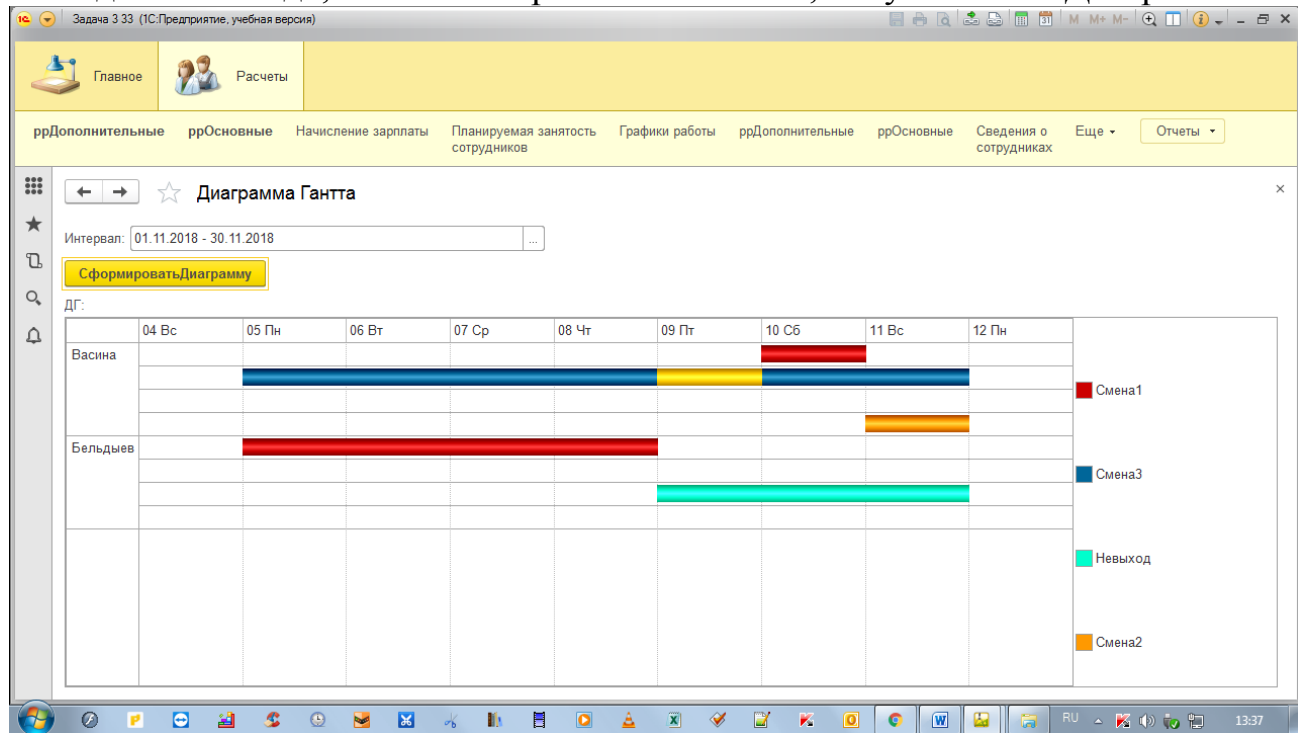 Задача 3 33 (1С:Предприятие, учебная версия)
31 M M+ M-
Главное Расчеты
ррДополнительные ррОсновные Начисление зарплаты Планируемая занятость сотрудников Графики работы ррДополнительные ррОсновные Сведения о сотрудниках Еще Отчеты
Диаграмма Гантта
Интервал: 01.11.2018 - 30.11.2018 ...
СформироватьДиаграмму
ДГ:
04 Вс 05 Пн 06 Вт 07 Ср 08 Чт 09 Пт 10 Сб 11 Вс 12 Пн
Васина
Смена1
Бельдыев
Смена3
Невыход
Смена2
RU 13:37